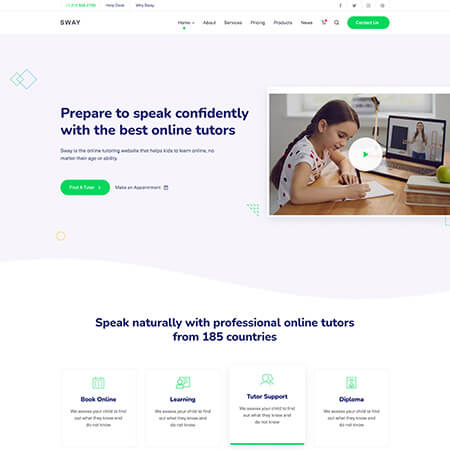 Help Desk Why Sway
SWAY Home About Services Pricing Products News Contact Us
Prepare to speak confidently
with the best online tutors
Sway is the online tutoring website that helps kids to learn online, no
matter their age or ability.
Find A Tutor Make an Appointment
Speak naturally with professional online tutors
from 185 countries
Book Online
We assess your child to find
out what they know and
do not know
Learning
We assess your child to find
out what they know and
do not know
Tutor Support
We assess your child to find
out what they know and
do not know
Diploma
We assess your child to find
out what they know and
do not know